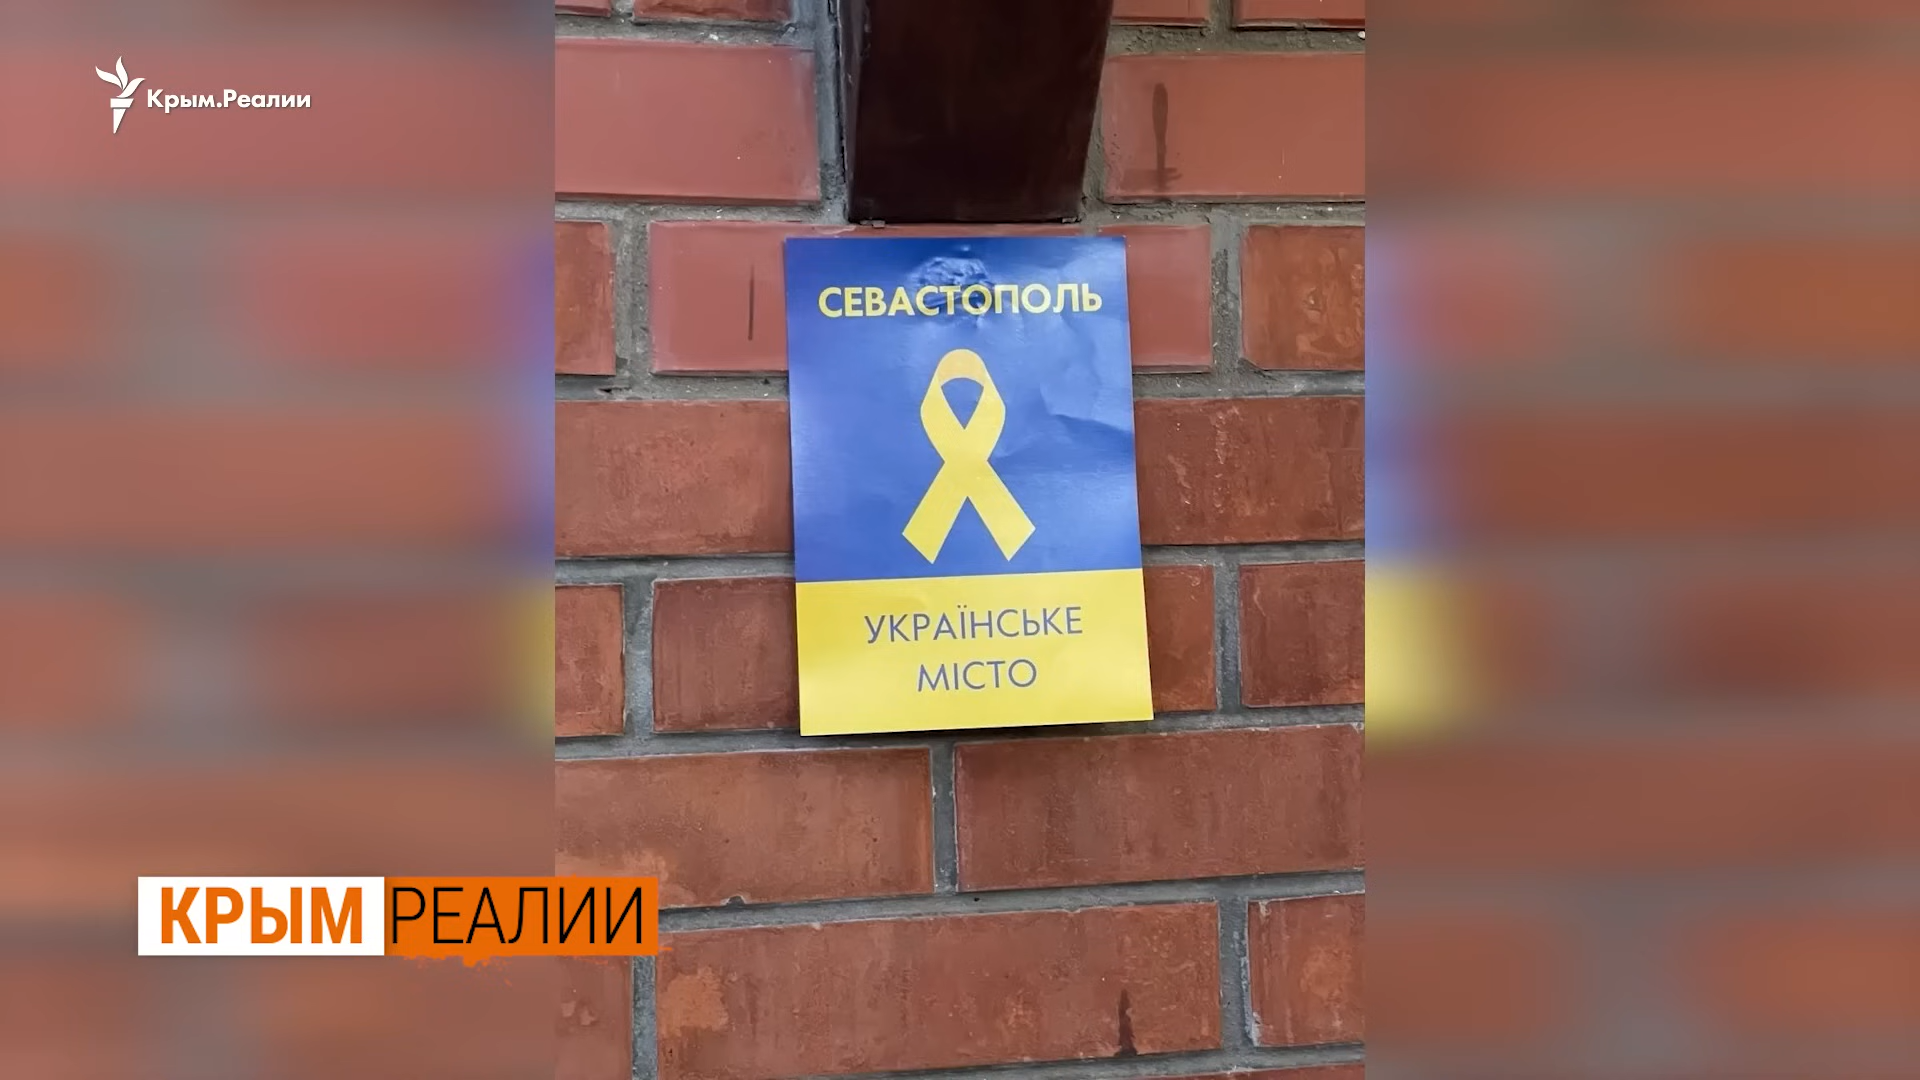 Крым.Реалии
СЕВАСТОПОЛЬ
УКРАЇНСЬКЕ
МІСТО
КРЫМ РЕАЛИИ